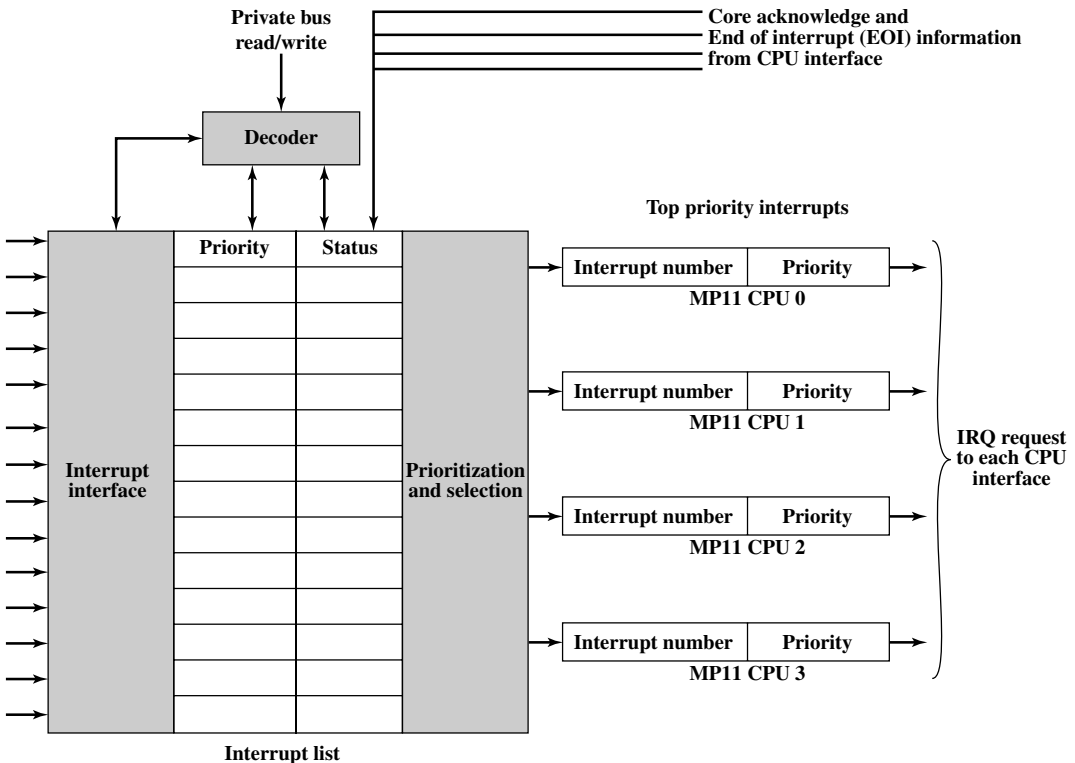 Private bus
read/write
Core acknowledge and
End of interrupt (EOI) information
from CPU interface
Decoder
Top priority interrupts
Priority
Status
Interrupt number
Priority
MP11 CPU 0
Interrupt number
Priority
MP11 CPU 1
Interrupt
interface
Prioritization
and selection
IRQ request
to each CPU
interface
Interrupt number
Priority
MP11 CPU 2
Interrupt number
Priority
MP11 CPU 3
Interrupt list